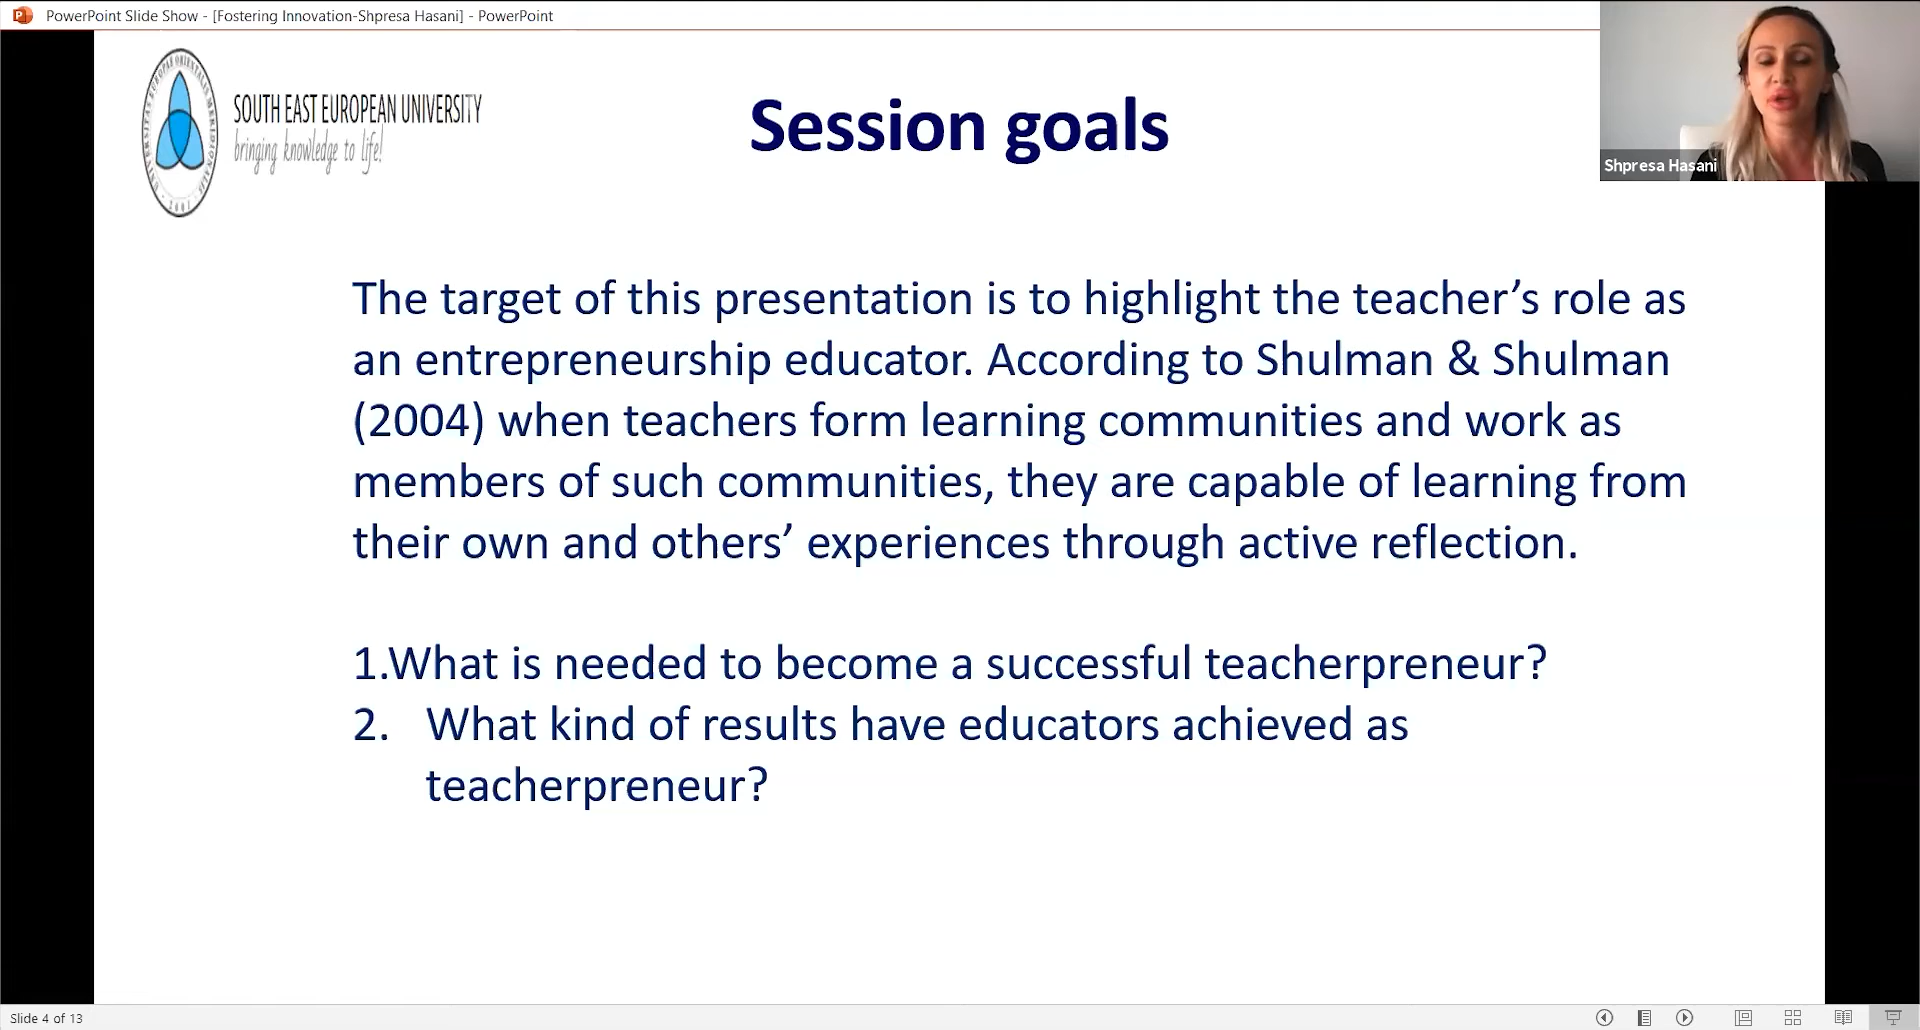 PowerPoint Slide Show - [Fostering Innovation-Shpresa Hasani] - PowerPoint
SOUTH EAST EUROPEAN UNIVERSITY
bringing knowledge to life!
Session goals
Shpresa Hasani
The target of this presentation is to highlight the teacher’s role as
an entrepreneurship educator. According to Shulman & Shulman
(2004) when teachers form learning communities and work as
members of such communities, they are capable of learning from
their own and others’ experiences through active reflection.
1.What is needed to become a successful teacherpreneur?
2. What kind of results have educators achieved as
teacherpreneur?
Slide 4 of 13